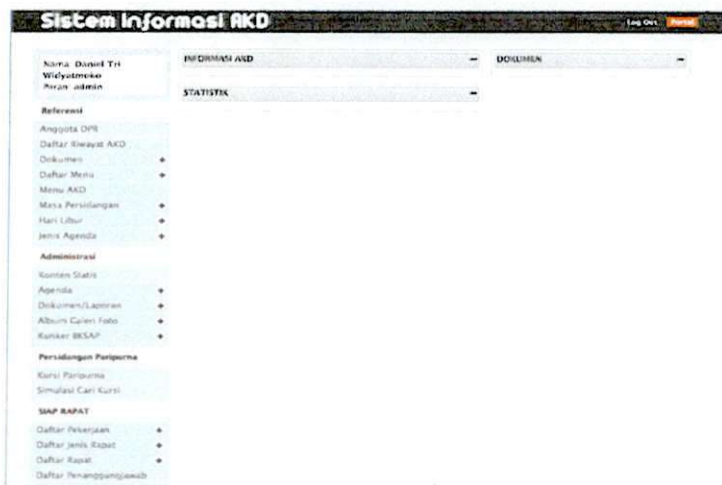 Sistem Informasi AKD
Log Out Portal
Nama Daniel Tri
Widyatmoko
Peran admin
INFORMASI AKD
DOKUMEN
STATISTIK
Referensi
Anggota DPR
Daftar Riwayat AKD
Dokumen
Daftar Menu
Menu AKD
Masa Persidangan
Hari Libur
Jenis Agenda
Administrasi
Konten Statis
Agenda
Dokumen/Laporan
Album Galeri Foto
Kunker BKSAP
Persidangan Paripurna
Kursi Paripurna
Simulasi Cari Kursi
SIAP RAPAT
Daftar Pekerjaan
Daftar Jenis Rapat
Daftar Rapat
Daftar Penanggungjawab